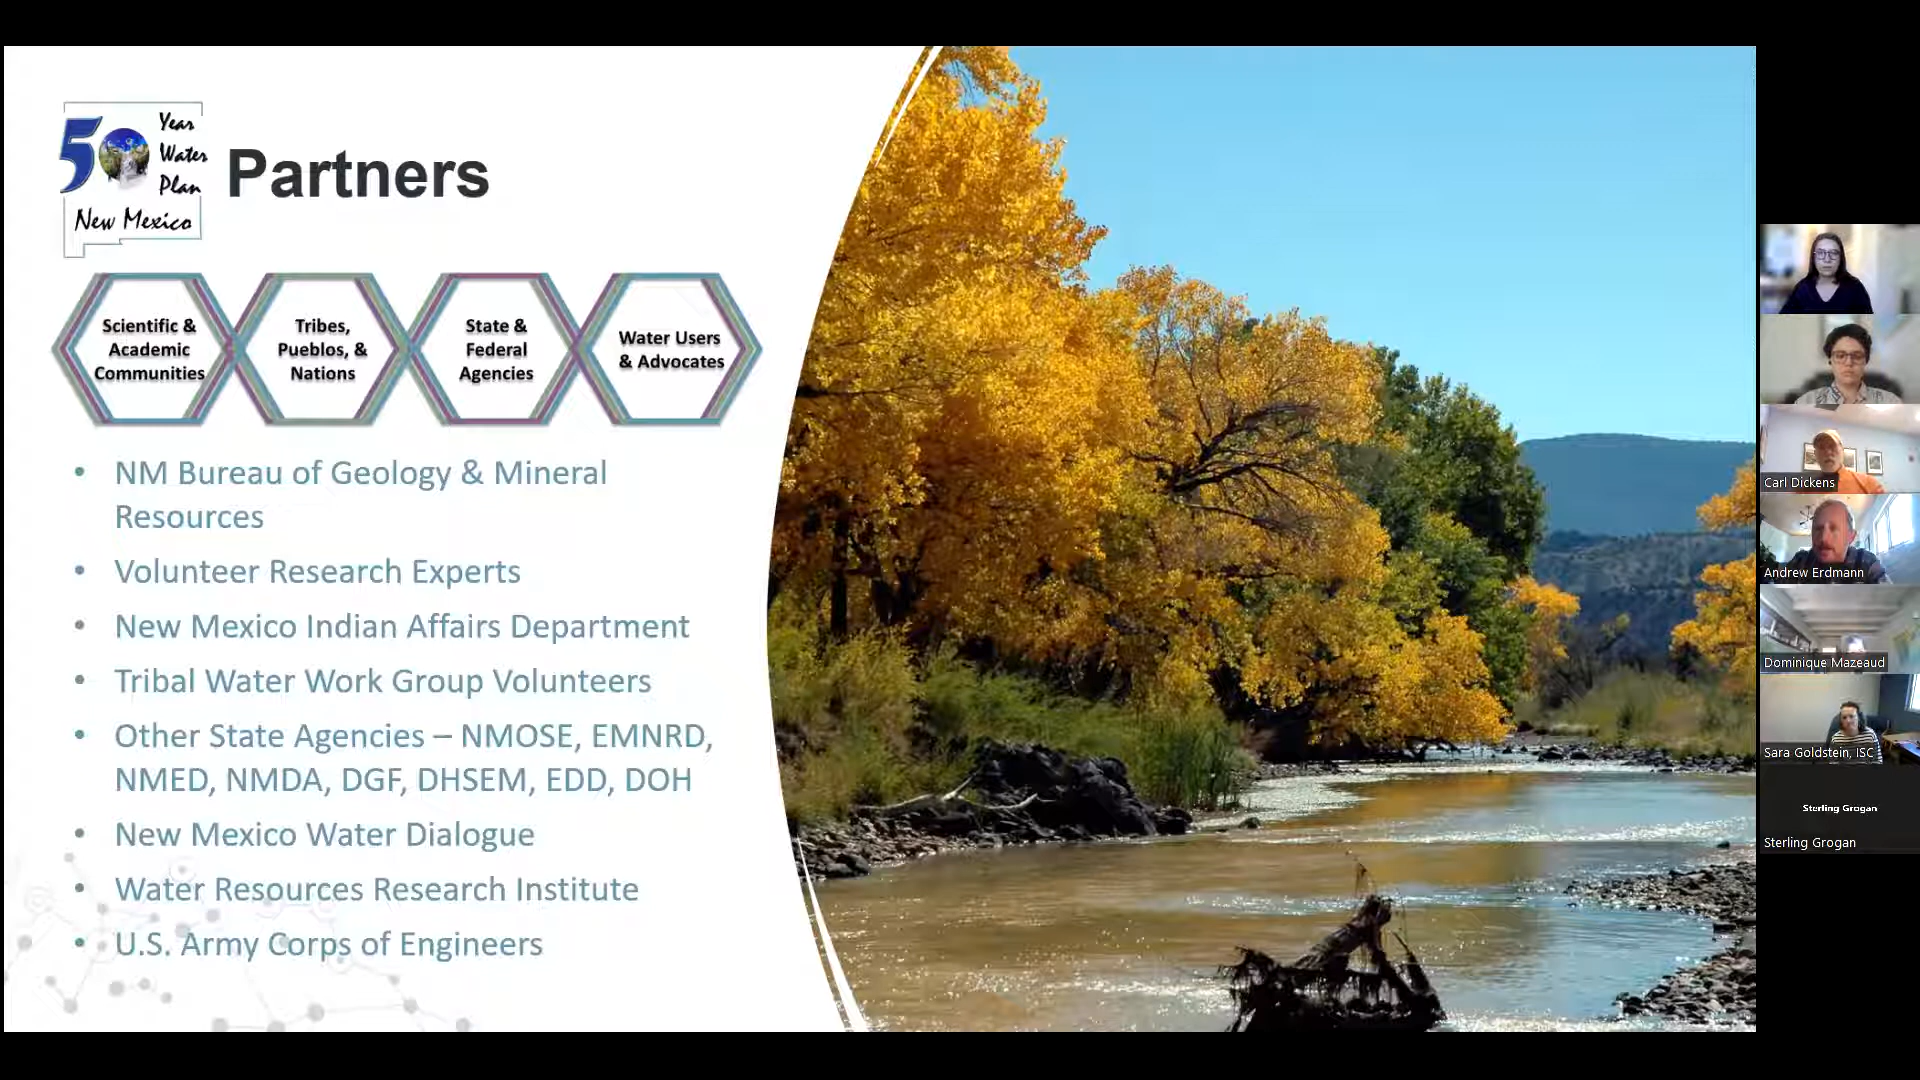 50 Year
Water
Plan
New Mexico
Partners
Scientific &
Academic
Communities
Tribes,
Pueblos, &
Nations
State &
Federal
Agencies
Water Users
& Advocates
• NM Bureau of Geology & Mineral
Resources
• Volunteer Research Experts
• New Mexico Indian Affairs Department
• Tribal Water Work Group Volunteers
• Other State Agencies – NMOSE, EMNRD,
NMED, NMDA, DGF, DHSEM, EDD, DOH
• New Mexico Water Dialogue
• Water Resources Research Institute
• U.S. Army Corps of Engineers
Carl Dickens
Andrew Erdmann
Dominique Mazeaud
Sara Goldstein, ISC
Sterling Grogan
Sterling Grogan